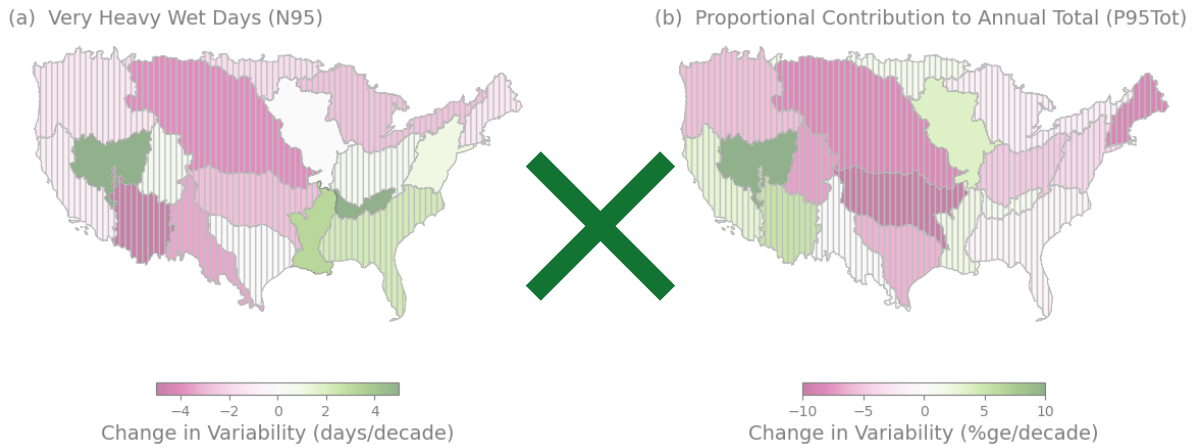 (a)  Very Heavy Wet Days (N95)
(b)  Proportional Contribution to Annual Total (P95Tot)
−4 −2 0 2 4
Change in Variability (days/decade)
−10 −5 0 5 10
Change in Variability (%ge/decade)